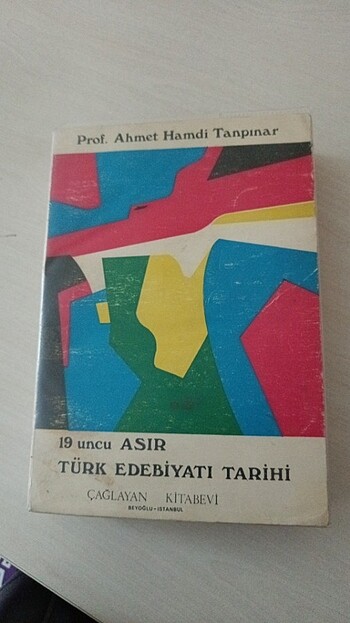 Prof. Ahmet Hamdi Tanpınar
19 uncu ASIR
TÜRK EDEBİYATI TARİHİ
ÇAĞLAYAN KİTABEVİ
BEYOĞLU - İSTANBUL